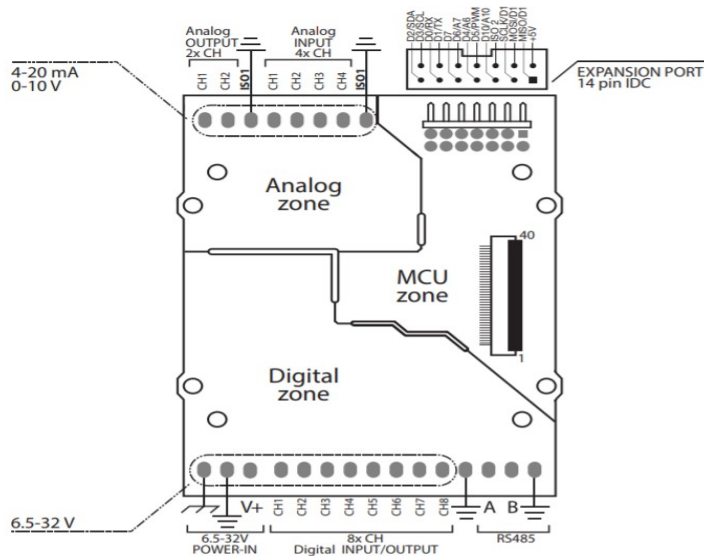 Analog
OUTPUT
2x CH
Analog
INPUT
4x CH
4-20 mA
0-10 V
CH1
CH2
ISO1
CH1
CH2
CH3
CH4
ISO1
D2/SDA
D3/SCL
D0/RX
D1/TX
D7
D6/A7
D4/A6
D5/PWM
D10/A10
ISO 2
SCLK/D1
MOSI/D1
MISO/D1
+5V
EXPANSION PORT
14 pin IDC
Analog
zone
MCU
zone
40
1
Digital
zone
6.5-32 V
V+
CH1
CH2
CH3
CH4
CH5
CH6
CH7
CH8
A
B
6.5-32V
POWER-IN
8x CH
Digital INPUT/OUTPUT
RS485